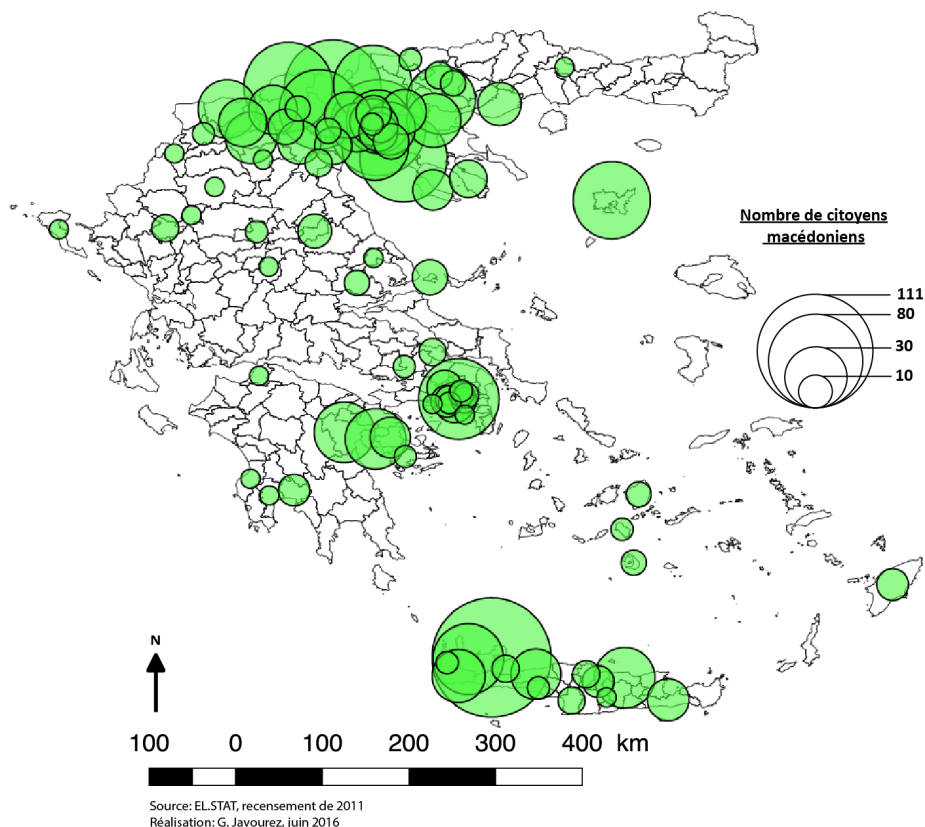 Nombre de citoyens
macédoniens
111
80
30
10
N
100 0 100 200 300 400 km
Source: EL.STAT, recensement de 2011
Réalisation: G. Javourez, juin 2016